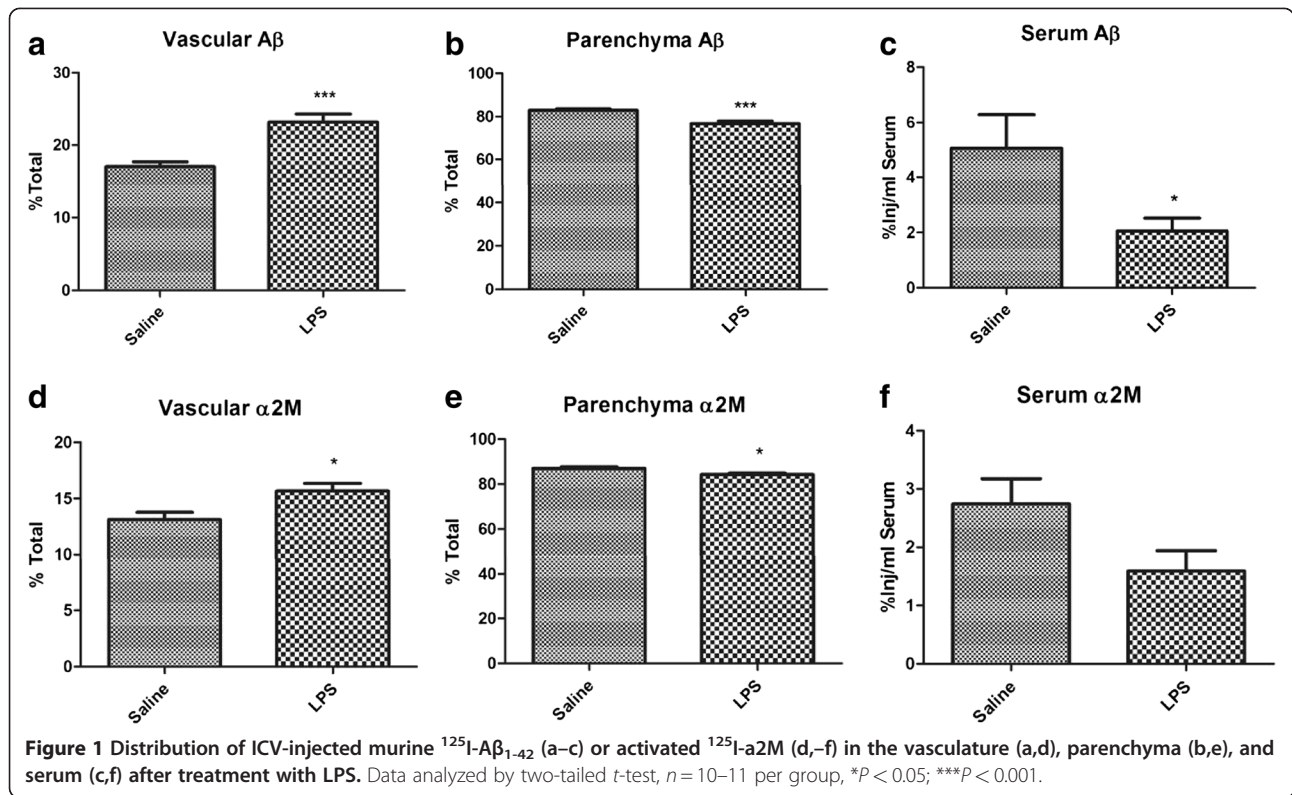 a
Vascular Aβ
% Total
30
20
10
0
Saline
LPS
***
b
Parenchyma Aβ
% Total
100
80
60
40
20
0
Saline
LPS
***
c
Serum Aβ
%Inj/ml Serum
8
6
4
2
0
Saline
LPS
*
d
Vascular α2M
% Total
20
15
10
5
0
Saline
LPS
*
e
Parenchyma α2M
% Total
100
80
60
40
20
0
Saline
LPS
*
f
Serum α2M
%Inj/ml Serum
4
3
2
1
0
Saline
LPS
Figure 1 Distribution of ICV-injected murine ¹²⁵I-Aβ₁₋₄₂ (a–c) or activated ¹²⁵I-a2M (d,–f) in the vasculature (a,d), parenchyma (b,e), and
serum (c,f) after treatment with LPS. Data analyzed by two-tailed t-test, n = 10–11 per group, *P < 0.05; ***P < 0.001.